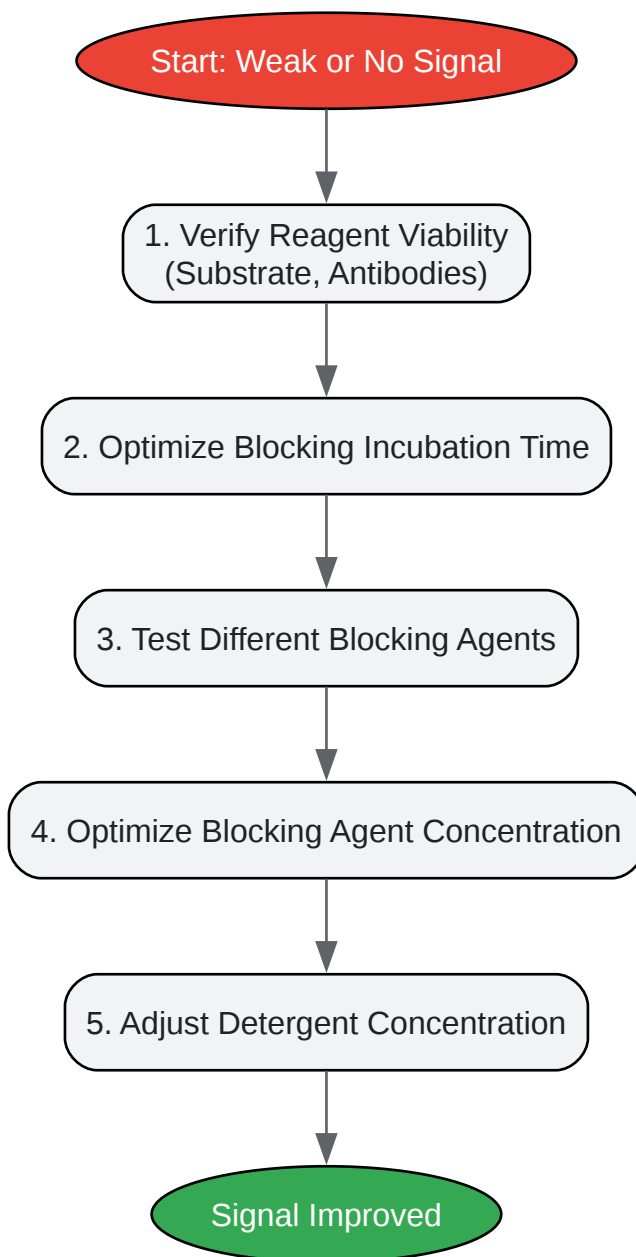 Start: Weak or No Signal
1. Verify Reagent Viability
(Substrate, Antibodies)
2. Optimize Blocking Incubation Time
3. Test Different Blocking Agents
4. Optimize Blocking Agent Concentration
5. Adjust Detergent Concentration
Signal Improved